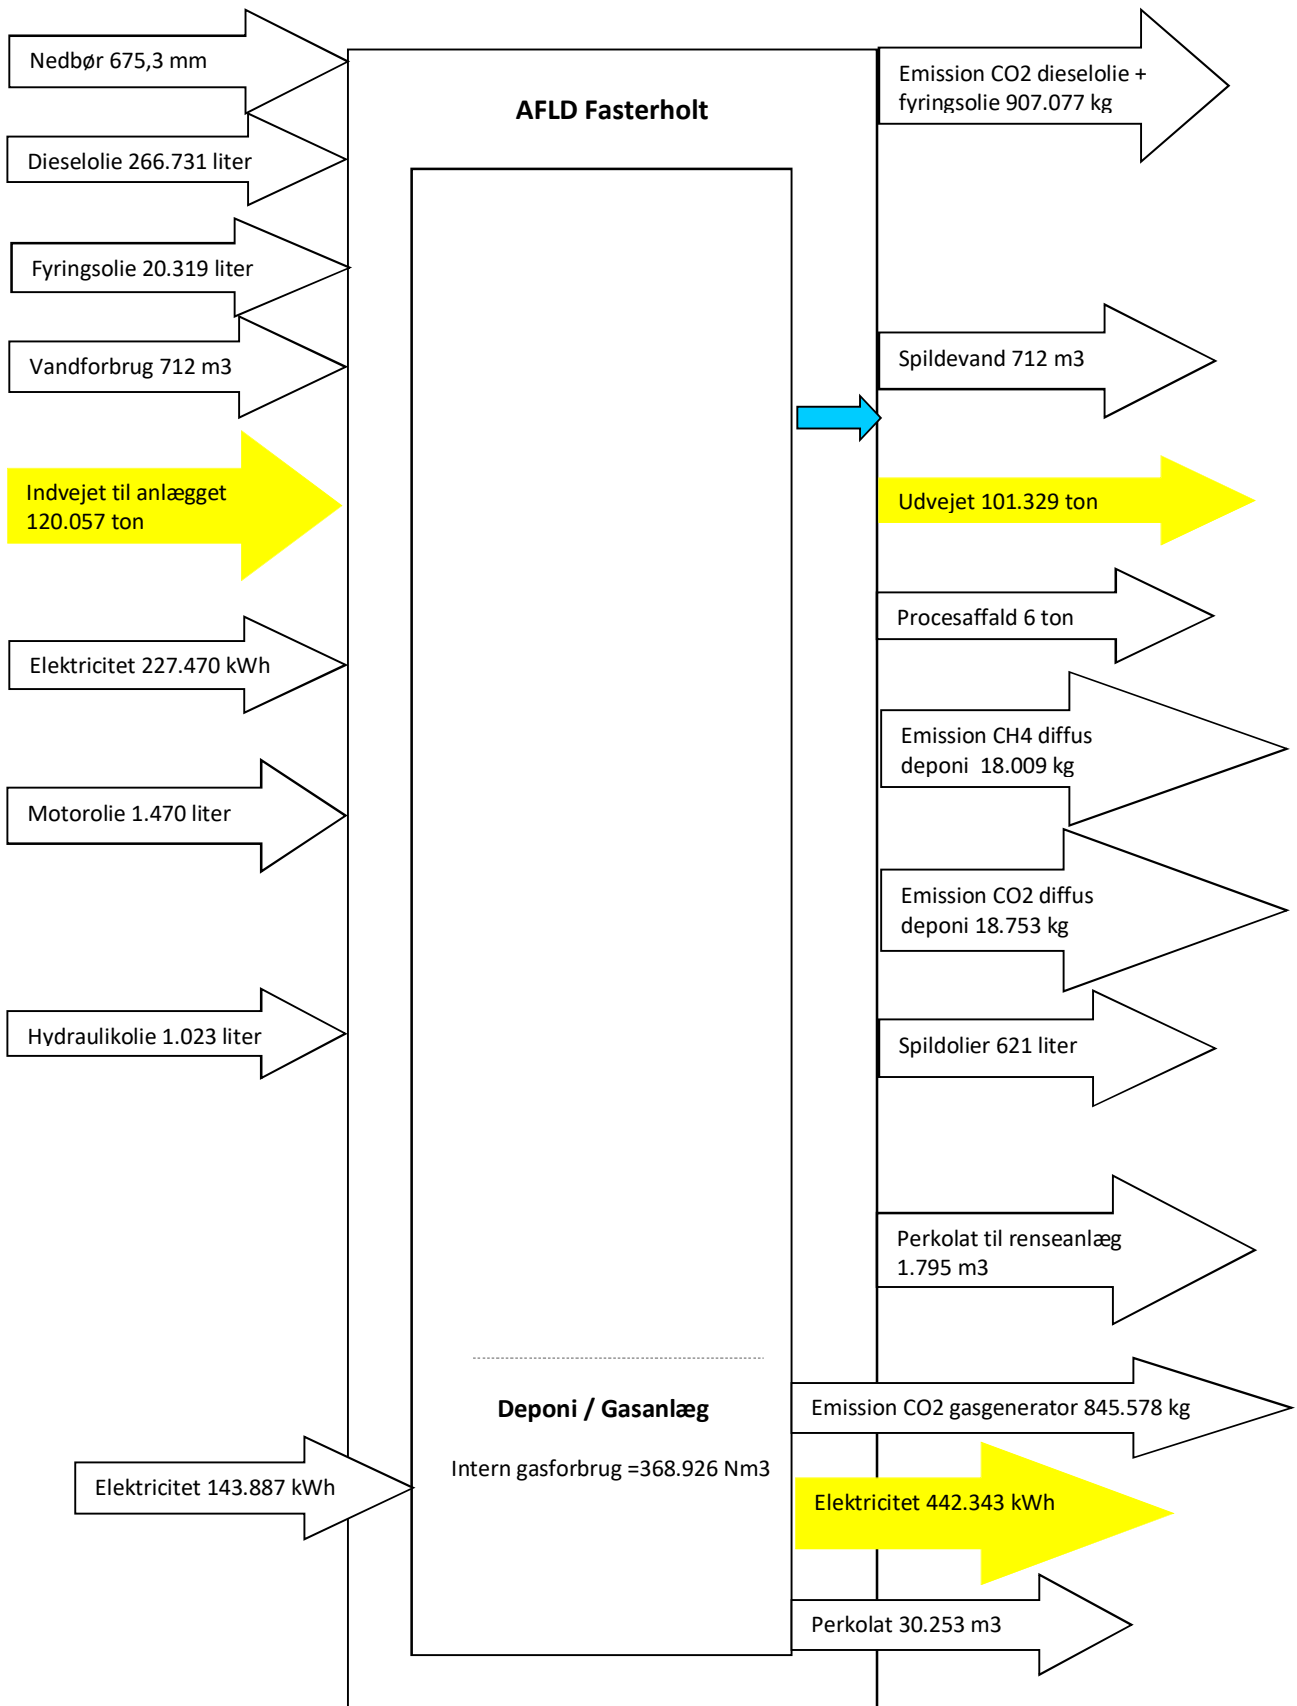 Nedbør 675,3 mm
Dieselolie 266.731 liter
Fyringsolie 20.319 liter
Vandforbrug 712 m3
Indvejet til anlægget
120.057 ton
Elektricitet 227.470 kWh
Motorolie 1.470 liter
Hydraulikolie 1.023 liter
Elektricitet 143.887 kWh
AFLD Fasterholt
Deponi / Gasanlæg
Intern gasforbrug =368.926 Nm3
Emission CO2 dieselolie +
fyringsolie 907.077 kg
Spildevand 712 m3
Udvejet 101.329 ton
Procesaffald 6 ton
Emission CH4 diffus
deponi  18.009 kg
Emission CO2 diffus
deponi 18.753 kg
Spildolier 621 liter
Perkolat til renseanlæg
1.795 m3
Emission CO2 gasgenerator 845.578 kg
Elektricitet 442.343 kWh
Perkolat 30.253 m3